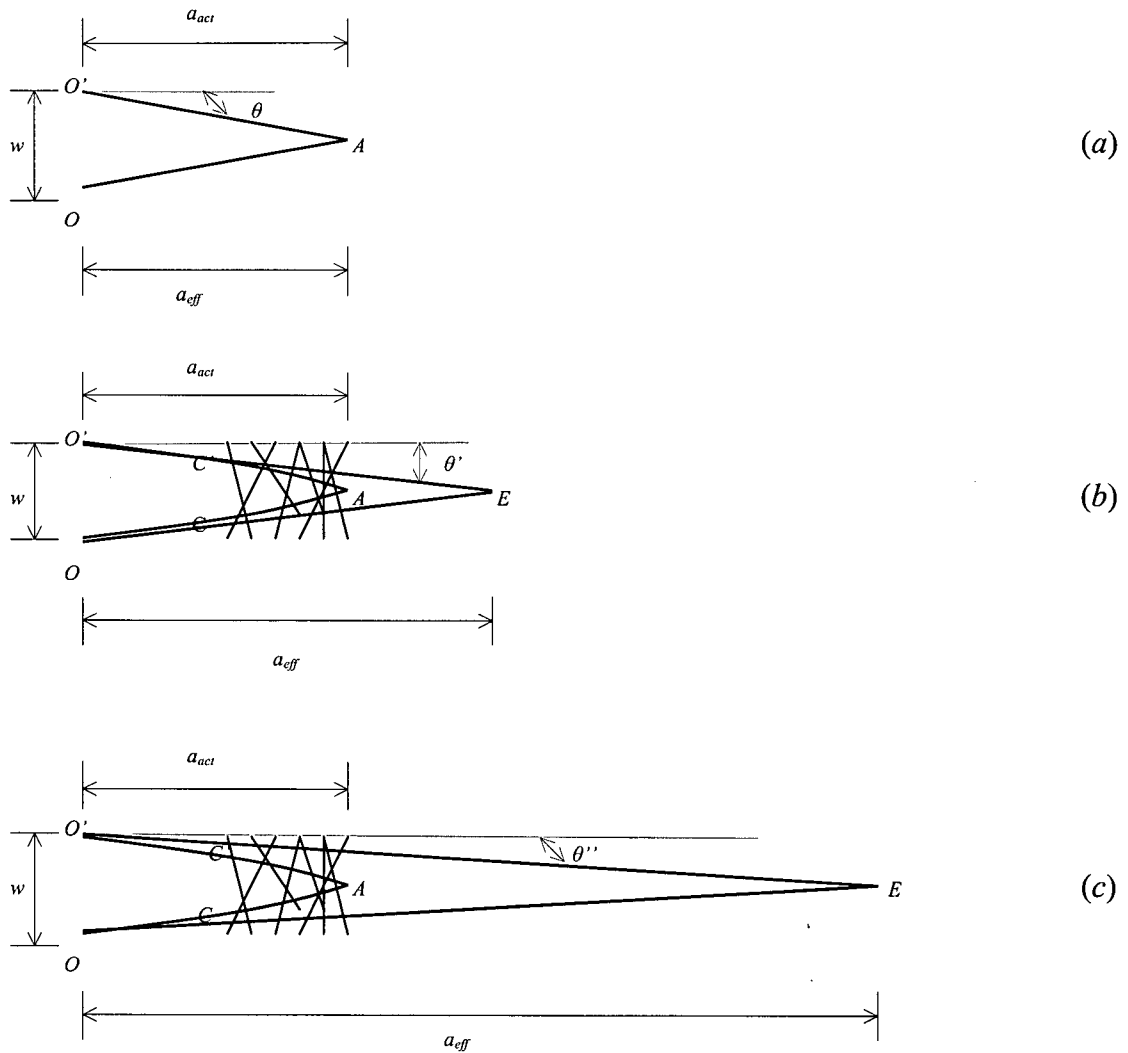 a_act
O'
θ
w
A
(a)
O
a_eff
a_act
O'
C'
θ'
w
A
E
(b)
C
O
a_eff
a_act
O'
C
θ''
w
A
E
(c)
C
O
a_eff